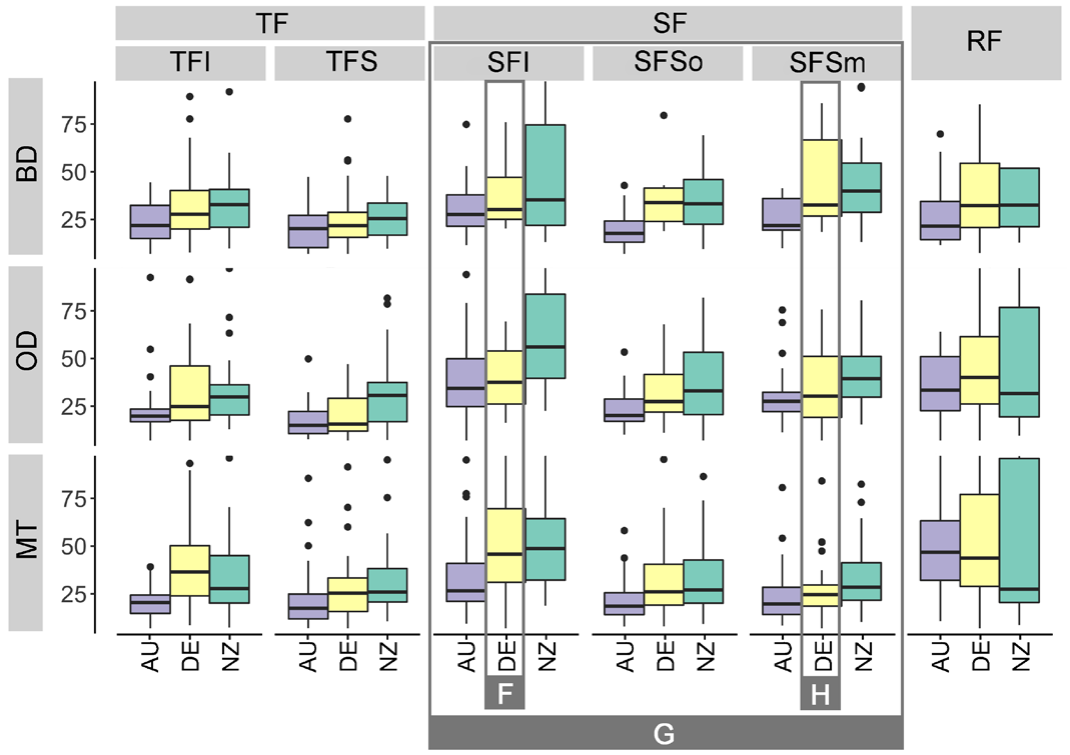 TF SF RF
TFI TFS SFI SFSo SFSm
BD
75
50
25
OD
75
50
25
MT
75
50
25
AU DE NZ AU DE NZ AU DE NZ AU DE NZ AU DE NZ AU DE NZ
F H
G